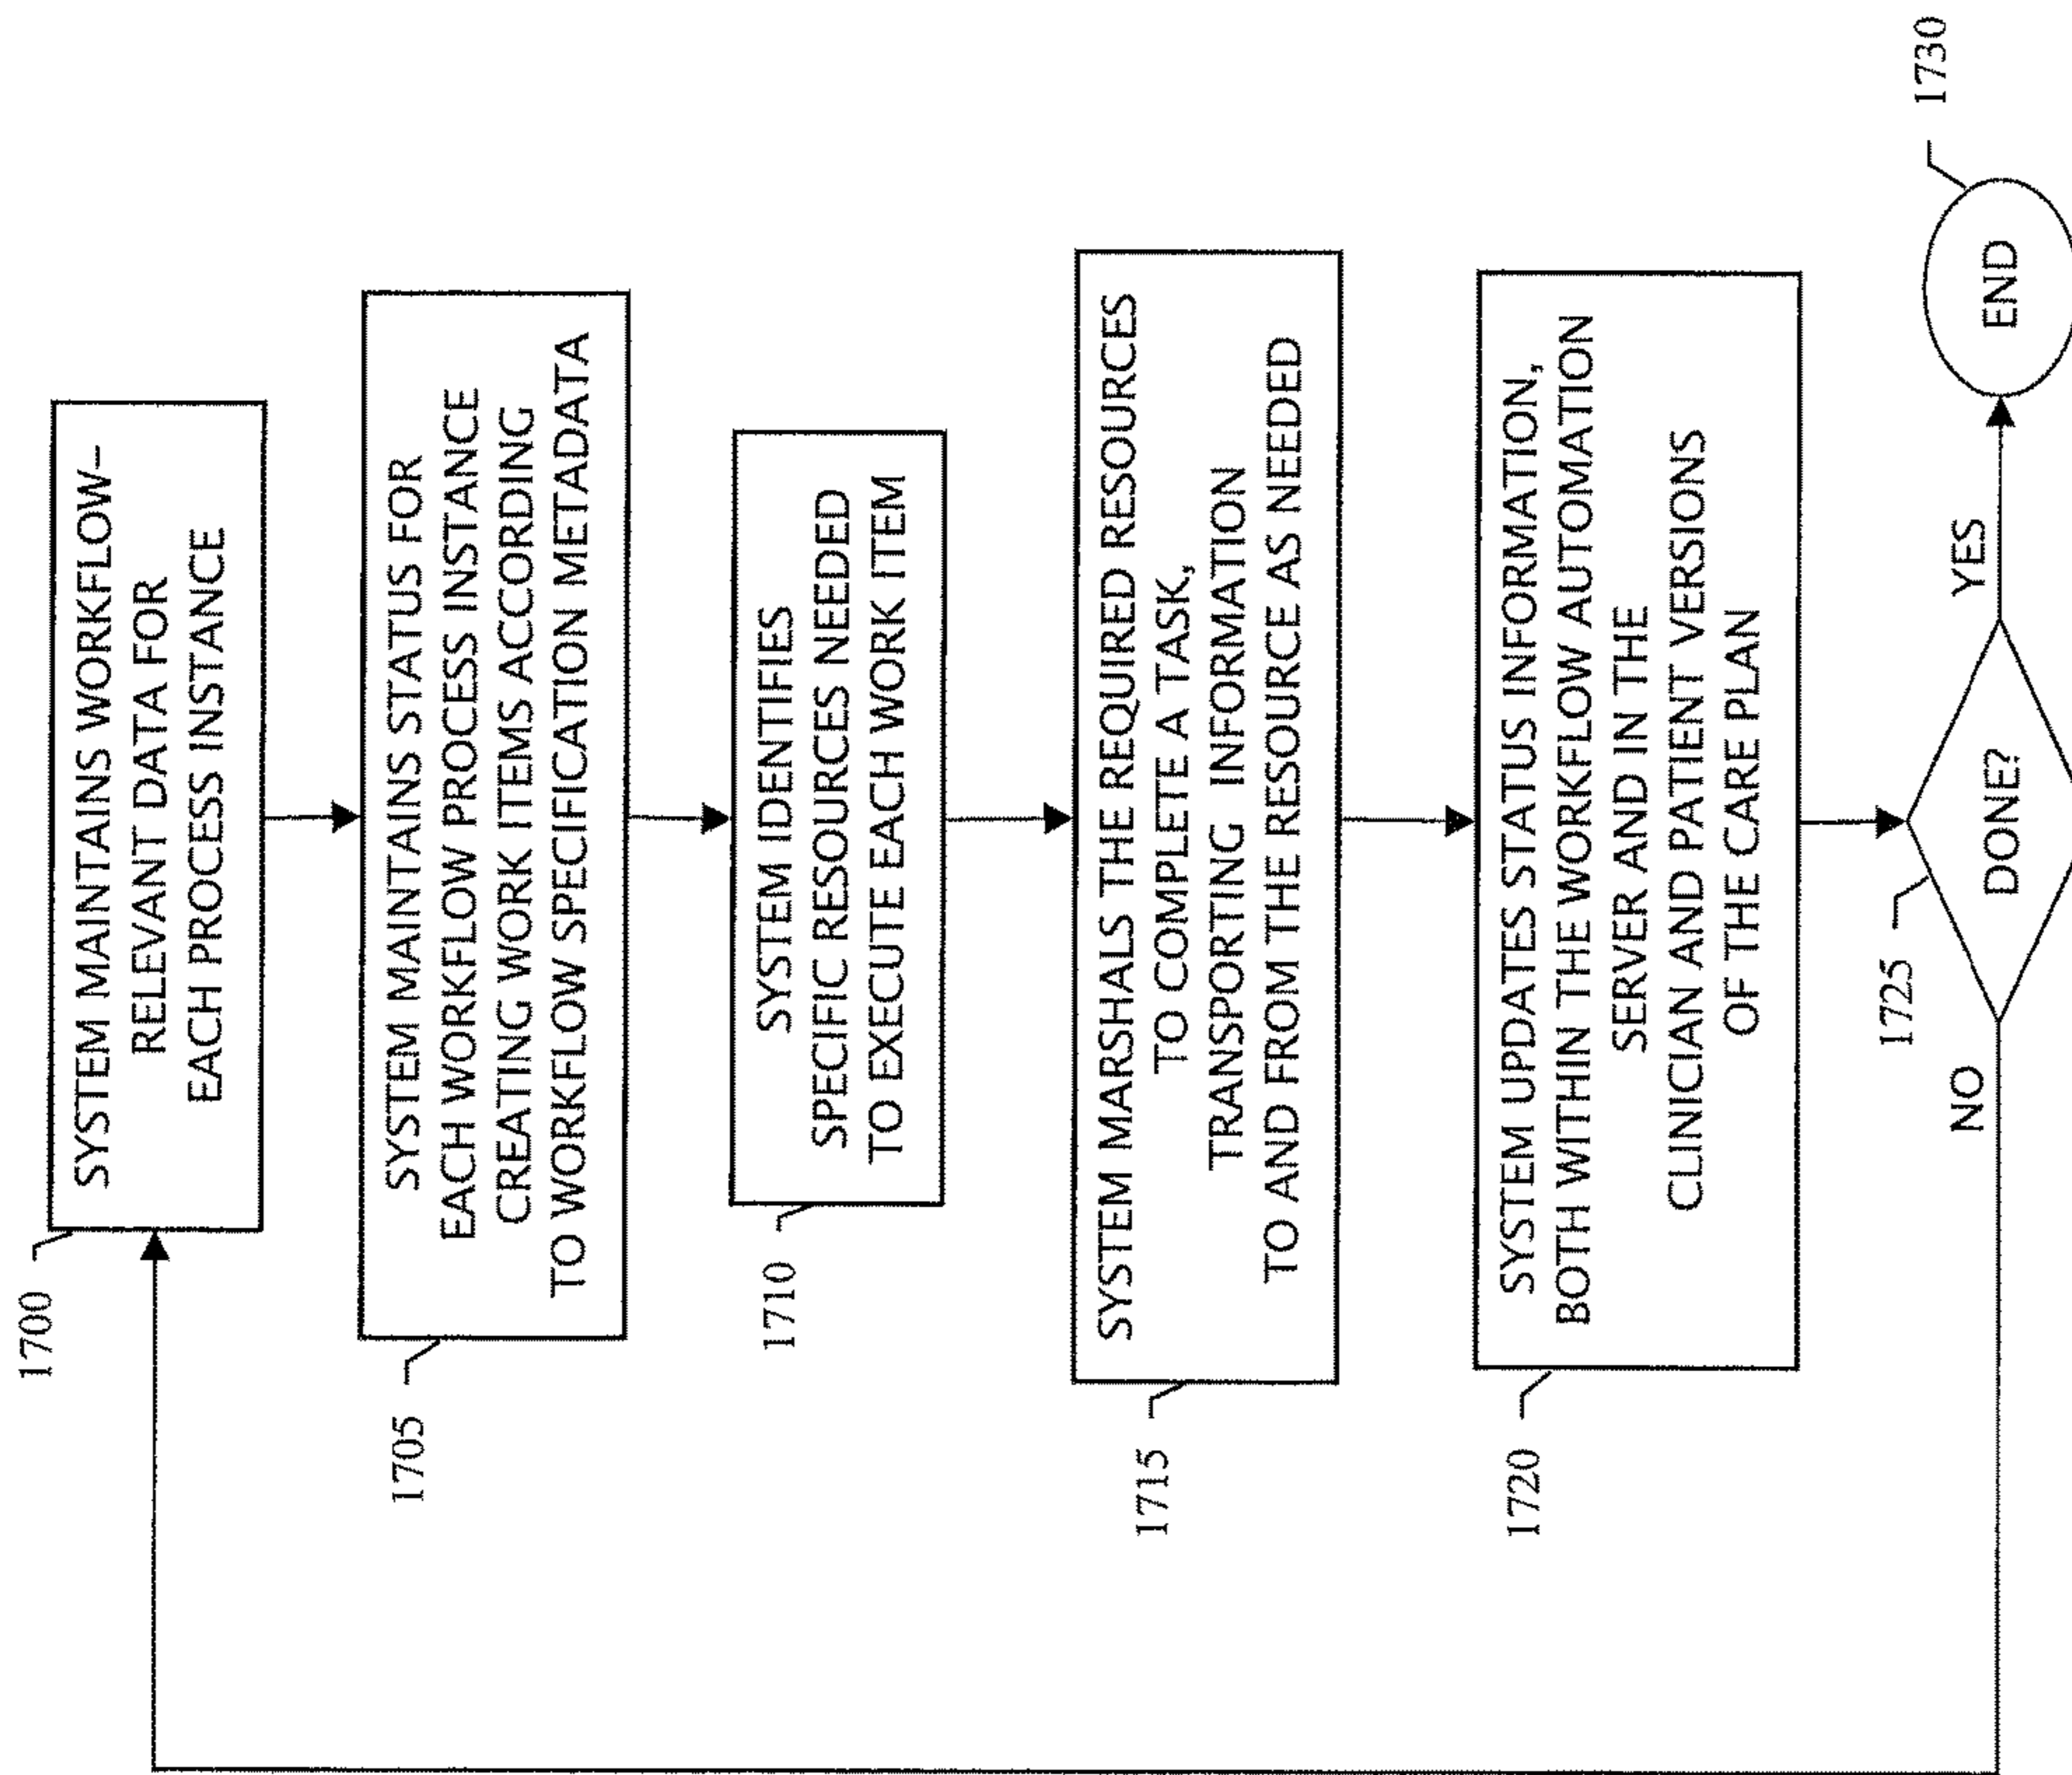 1700
SYSTEM MAINTAINS WORKFLOW-
RELEVANT DATA FOR
EACH PROCESS INSTANCE
1705
SYSTEM MAINTAINS STATUS FOR
EACH WORKFLOW PROCESS INSTANCE
CREATING WORK ITEMS ACCORDING
TO WORKFLOW SPECIFICATION METADATA
1710
SYSTEM IDENTIFIES
SPECIFIC RESOURCES NEEDED
TO EXECUTE EACH WORK ITEM
1715
SYSTEM MARSHALS THE REQUIRED RESOURCES
TO COMPLETE A TASK,
TRANSPORTING INFORMATION
TO AND FROM THE RESOURCE AS NEEDED
1720
SYSTEM UPDATES STATUS INFORMATION,
BOTH WITHIN THE WORKFLOW AUTOMATION
SERVER AND IN THE
CLINICIAN AND PATIENT VERSIONS
OF THE CARE PLAN
1725
NO
DONE?
YES
END
1730